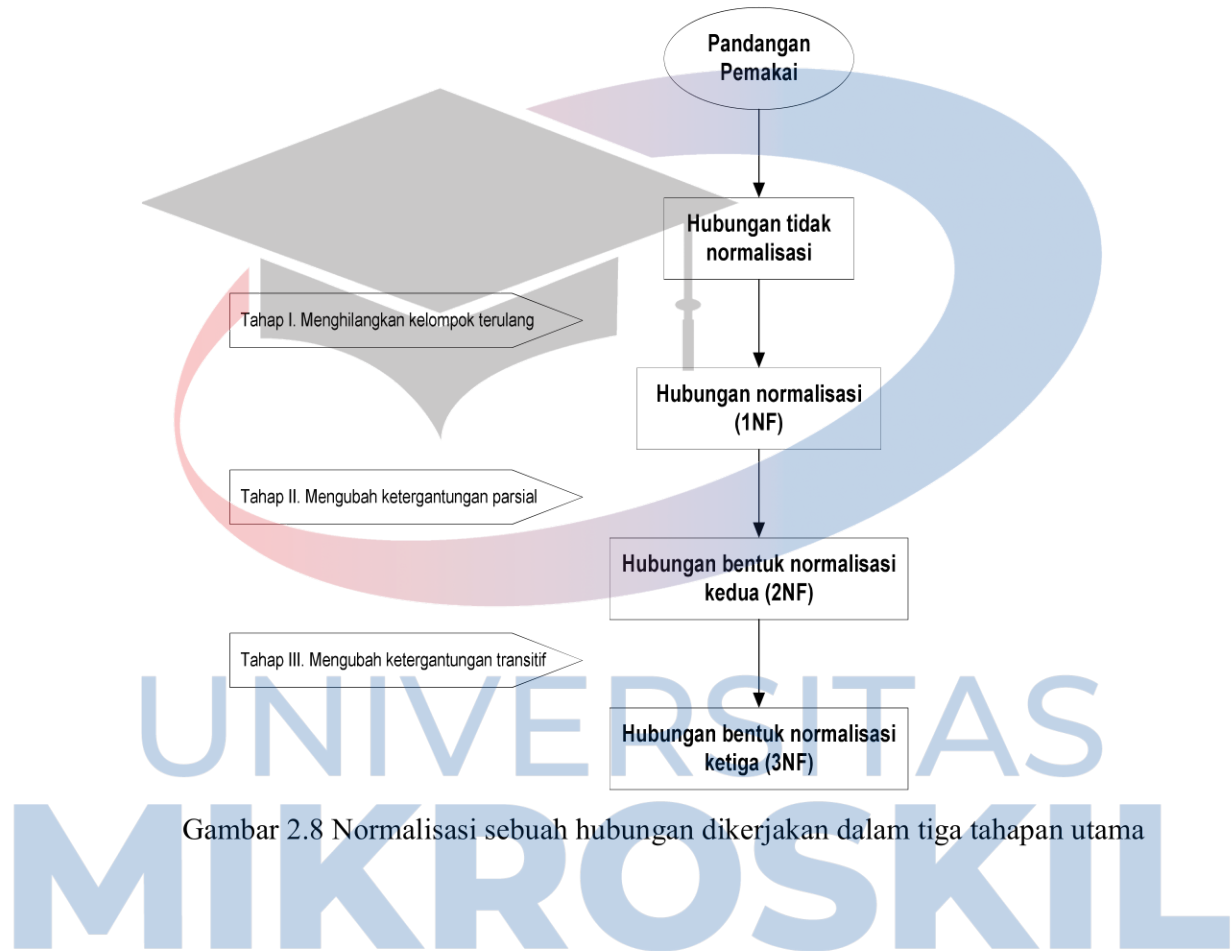 Pandangan
Pemakai
Hubungan tidak
normalisasi
Tahap I. Menghilangkan kelompok terulang
Hubungan normalisasi
(1NF)
Tahap II. Mengubah ketergantungan parsial
Hubungan bentuk normalisasi
kedua (2NF)
Tahap III. Mengubah ketergantungan transitif
Hubungan bentuk normalisasi
ketiga (3NF)
UNIVERSITAS
Gambar 2.8 Normalisasi sebuah hubungan dikerjakan dalam tiga tahapan utama
MIKROSKIL